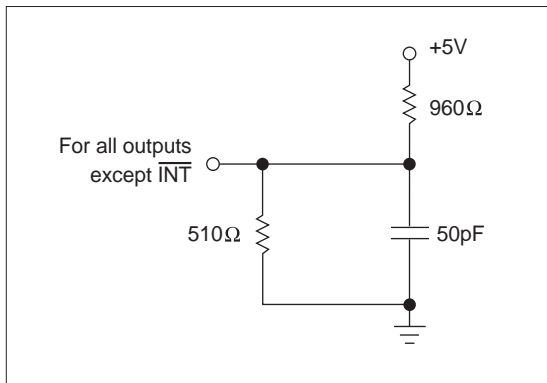 +5V
960Ω
For all outputs
except INT
510Ω
50pF